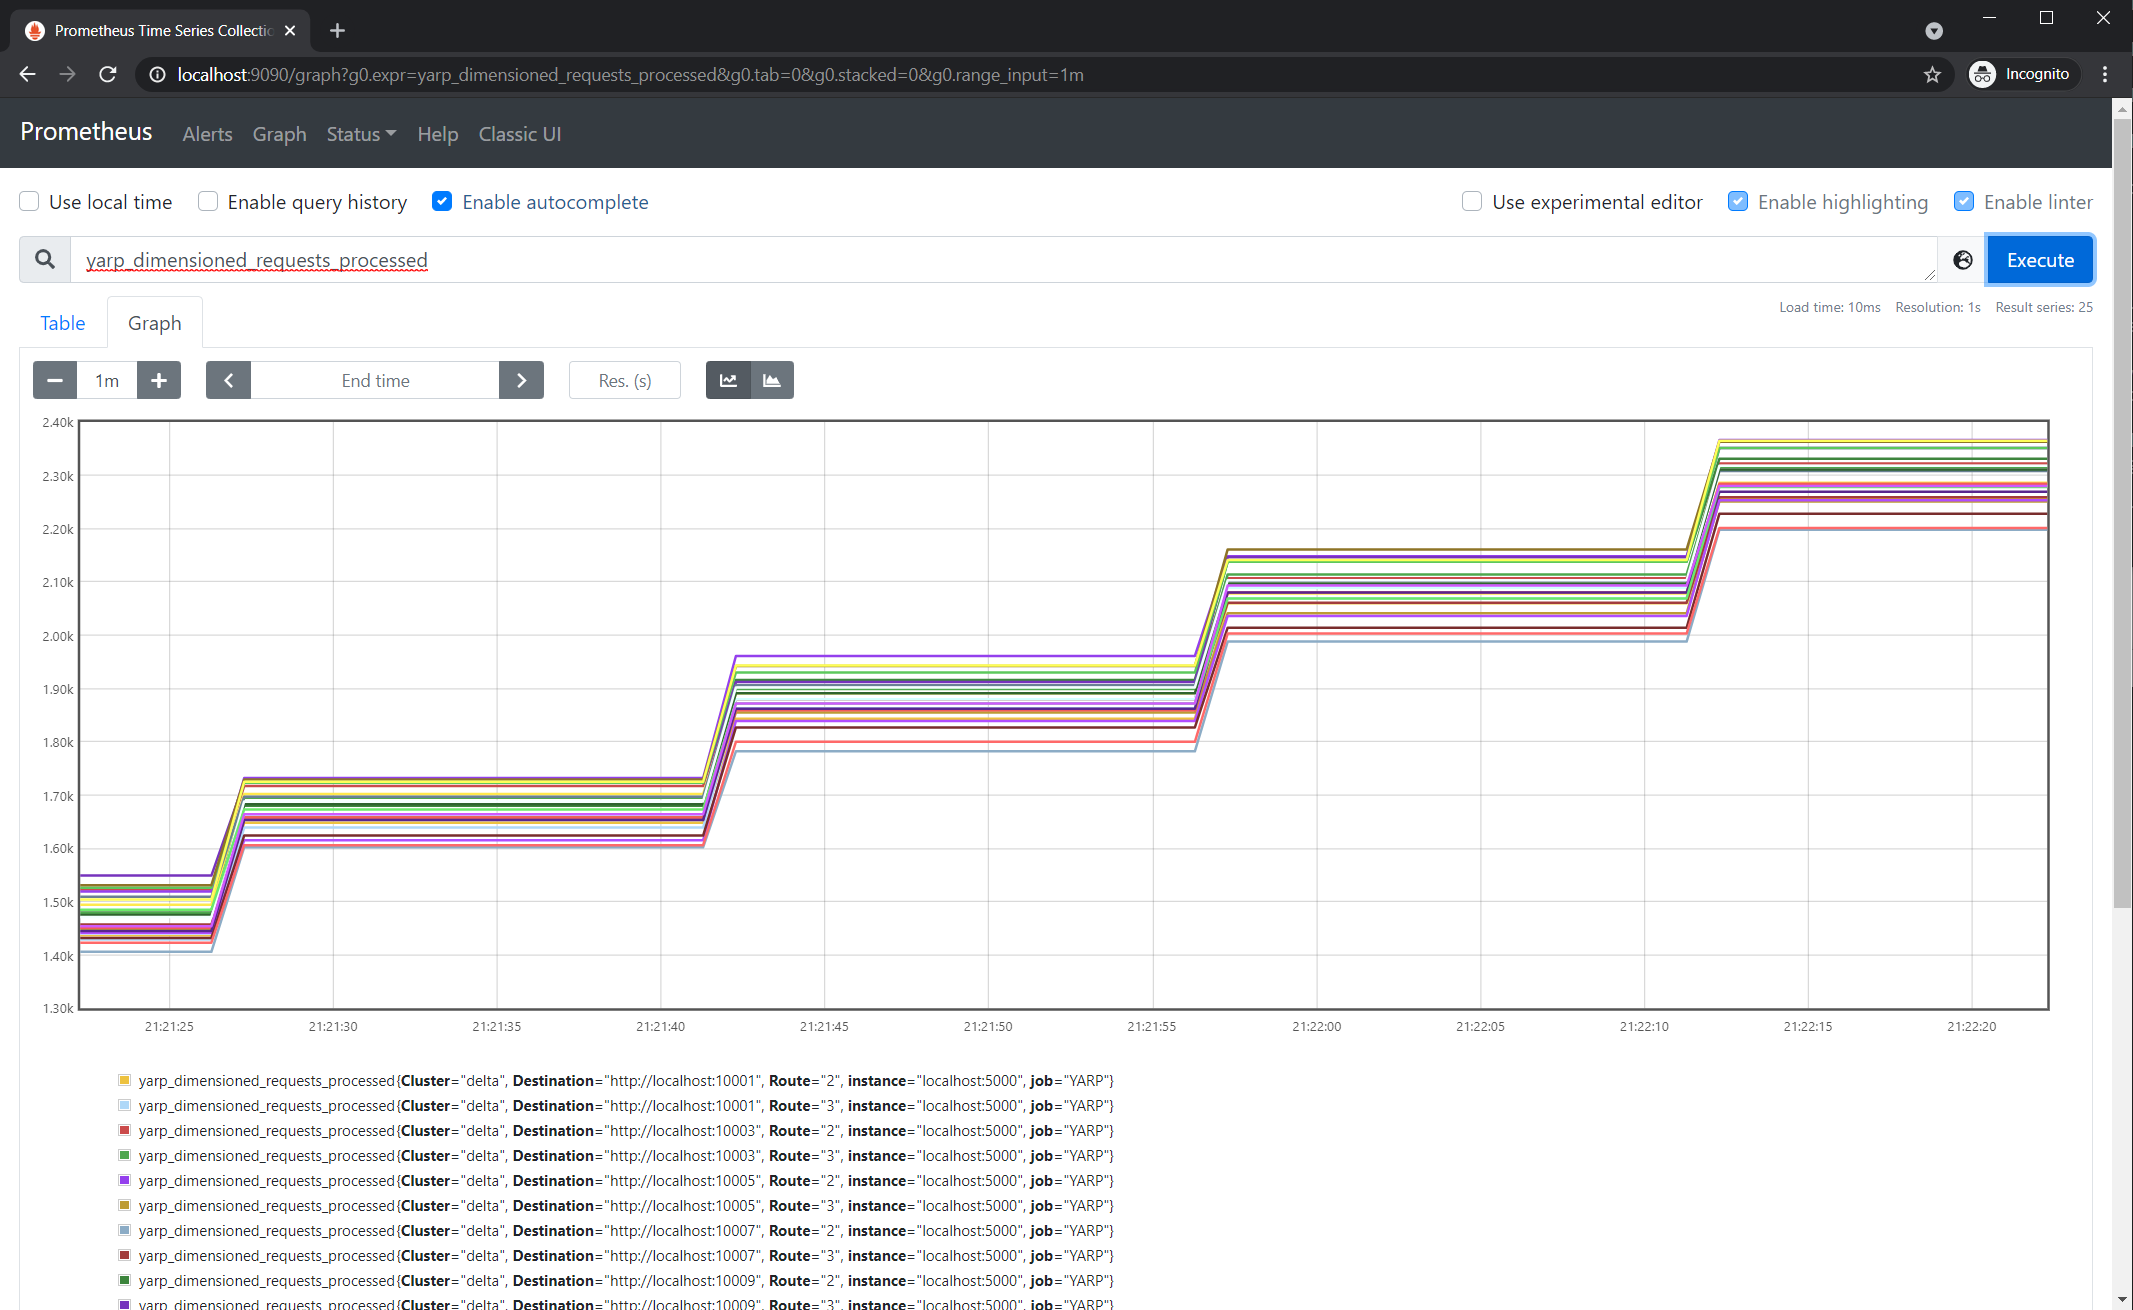 Prometheus Time Series Collectio
localhost:9090/graph?g0.expr=yarp_dimensioned_requests_processed&g0.tab=0&g0.stacked=0&g0.range_input=1m
Incognito
Prometheus Alerts Graph Status Help Classic UI
Use local time Enable query history Enable autocomplete Use experimental editor Enable highlighting Enable linter
yarp_dimensioned_requests_processed Execute
Table Graph
Load time: 10ms Resolution: 1s Result series: 25
1m End time Res. (s)
2.40k
2.30k
2.20k
2.10k
2.00k
1.90k
1.80k
1.70k
1.60k
1.50k
1.40k
1.30k
21:21:25 21:21:30 21:21:35 21:21:40 21:21:45 21:21:50 21:21:55 21:22:00 21:22:05 21:22:10 21:22:15 21:22:20
yarp_dimensioned_requests_processed{Cluster="delta", Destination="http://localhost:10001", Route="2", instance="localhost:5000", job="YARP"}
yarp_dimensioned_requests_processed{Cluster="delta", Destination="http://localhost:10001", Route="3", instance="localhost:5000", job="YARP"}
yarp_dimensioned_requests_processed{Cluster="delta", Destination="http://localhost:10003", Route="2", instance="localhost:5000", job="YARP"}
yarp_dimensioned_requests_processed{Cluster="delta", Destination="http://localhost:10003", Route="3", instance="localhost:5000", job="YARP"}
yarp_dimensioned_requests_processed{Cluster="delta", Destination="http://localhost:10005", Route="2", instance="localhost:5000", job="YARP"}
yarp_dimensioned_requests_processed{Cluster="delta", Destination="http://localhost:10005", Route="3", instance="localhost:5000", job="YARP"}
yarp_dimensioned_requests_processed{Cluster="delta", Destination="http://localhost:10007", Route="2", instance="localhost:5000", job="YARP"}
yarp_dimensioned_requests_processed{Cluster="delta", Destination="http://localhost:10007", Route="3", instance="localhost:5000", job="YARP"}
yarp_dimensioned_requests_processed{Cluster="delta", Destination="http://localhost:10009", Route="2", instance="localhost:5000", job="YARP"}
yarp_dimensioned_requests_processed{Cluster="delta", Destination="http://localhost:10009", Route="3", instance="localhost:5000", job="YARP"}